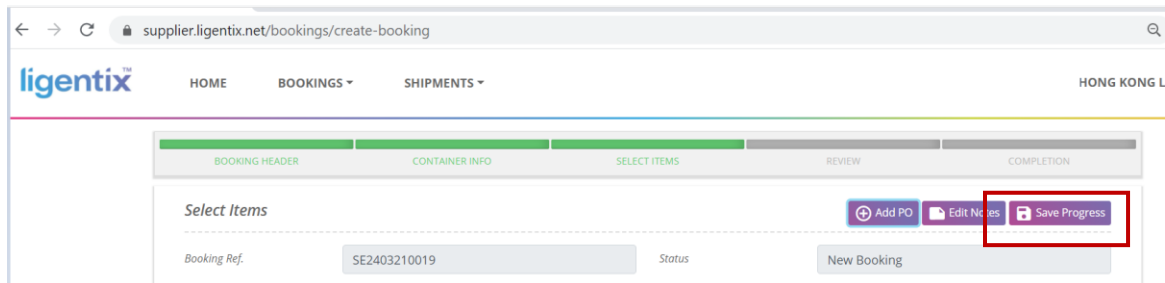 supplier.ligentix.net/bookings/create-booking
ligentix™ HOME BOOKINGS SHIPMENTS HONG KONG L
BOOKING HEADER CONTAINER INFO SELECT ITEMS REVIEW COMPLETION
Select Items Add PO Edit Notes Save Progress
Booking Ref. SE2403210019 Status New Booking